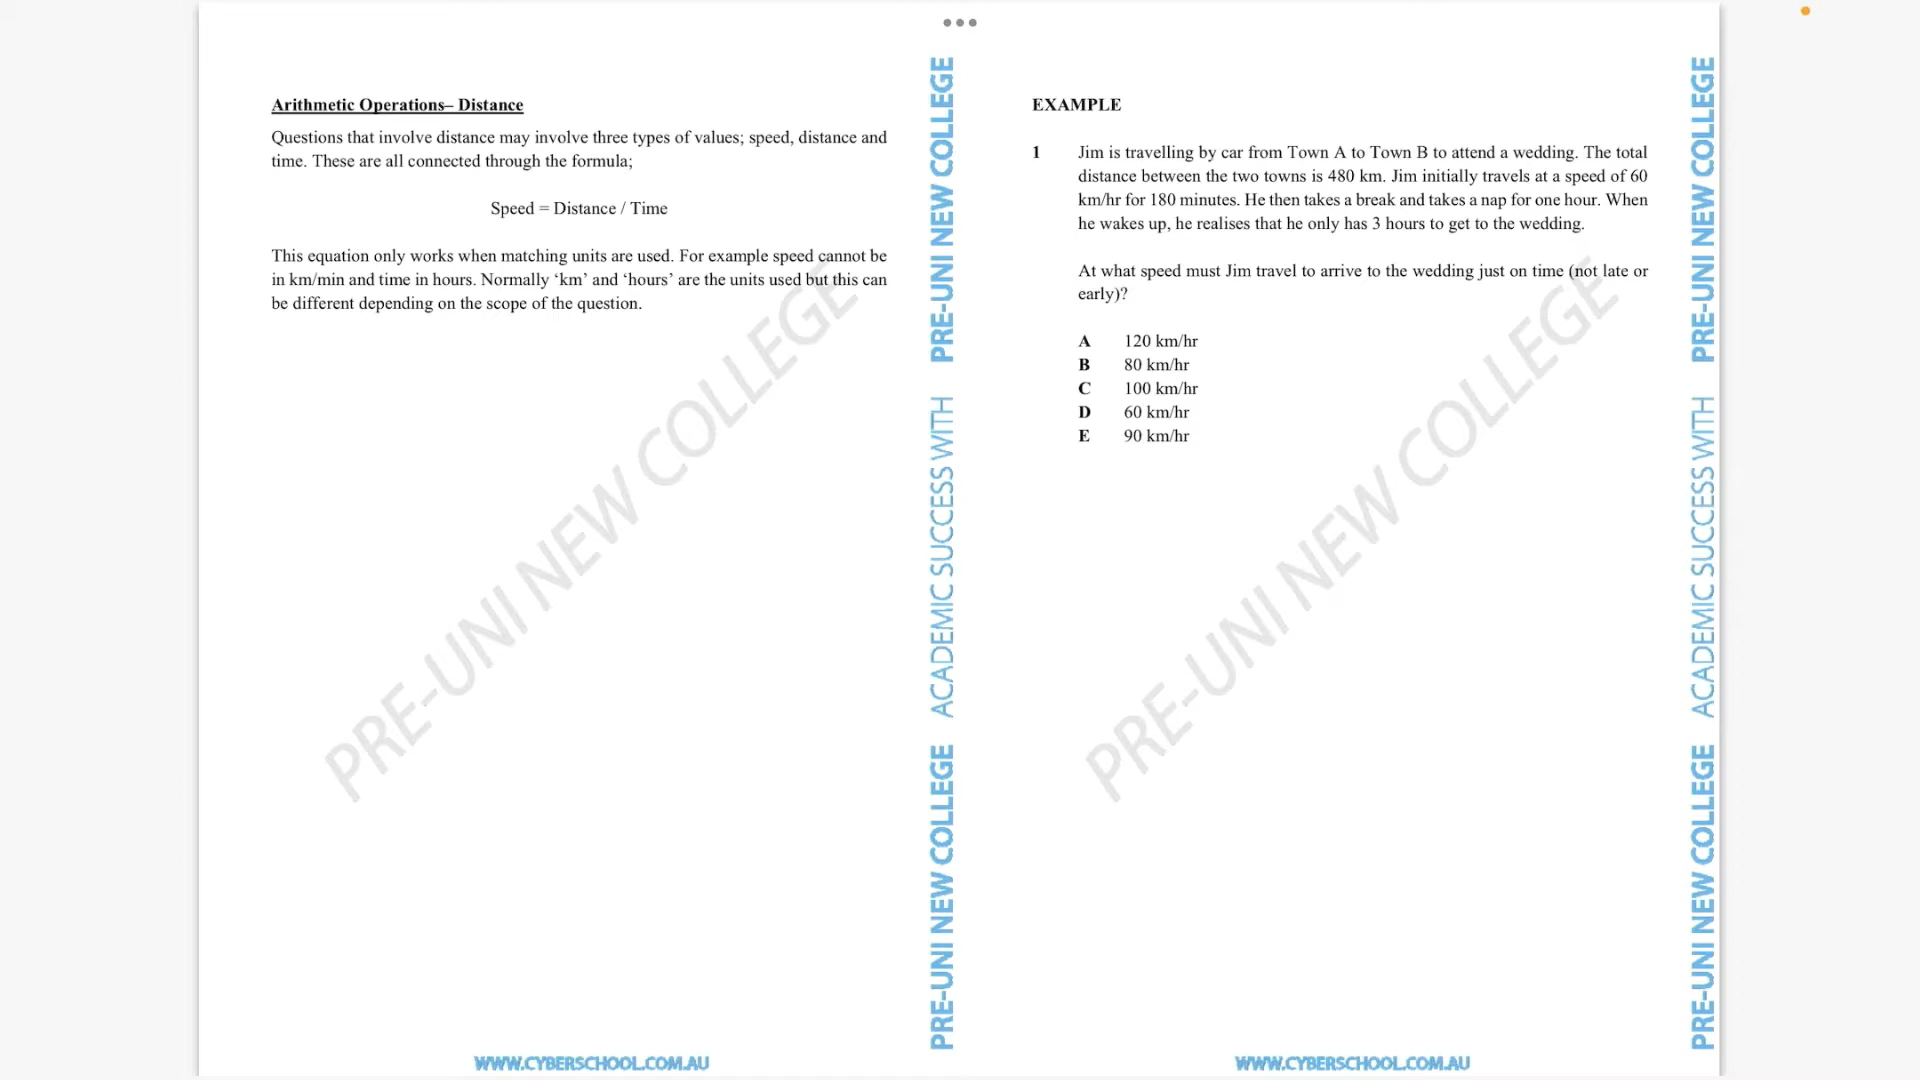 Arithmetic Operations– Distance
Questions that involve distance may involve three types of values; speed, distance and
time. These are all connected through the formula;
Speed = Distance / Time
This equation only works when matching units are used. For example speed cannot be
in km/min and time in hours. Normally ‘km’ and ‘hours’ are the units used but this can
be different depending on the scope of the question.
PRE-UNI NEW COLLEGE
PRE-UNI NEW COLLEGE ACADEMIC SUCCESS WITH PRE-UNI NEW COLLEGE
WWW.CYBERSCHOOL.COM.AU
EXAMPLE
1 Jim is travelling by car from Town A to Town B to attend a wedding. The total
distance between the two towns is 480 km. Jim initially travels at a speed of 60
km/hr for 180 minutes. He then takes a break and takes a nap for one hour. When
he wakes up, he realises that he only has 3 hours to get to the wedding.
At what speed must Jim travel to arrive to the wedding just on time (not late or
early)?
A 120 km/hr
B 80 km/hr
C 100 km/hr
D 60 km/hr
E 90 km/hr
PRE-UNI NEW COLLEGE
PRE-UNI NEW COLLEGE ACADEMIC SUCCESS WITH PRE-UNI NEW COLLEGE
WWW.CYBERSCHOOL.COM.AU